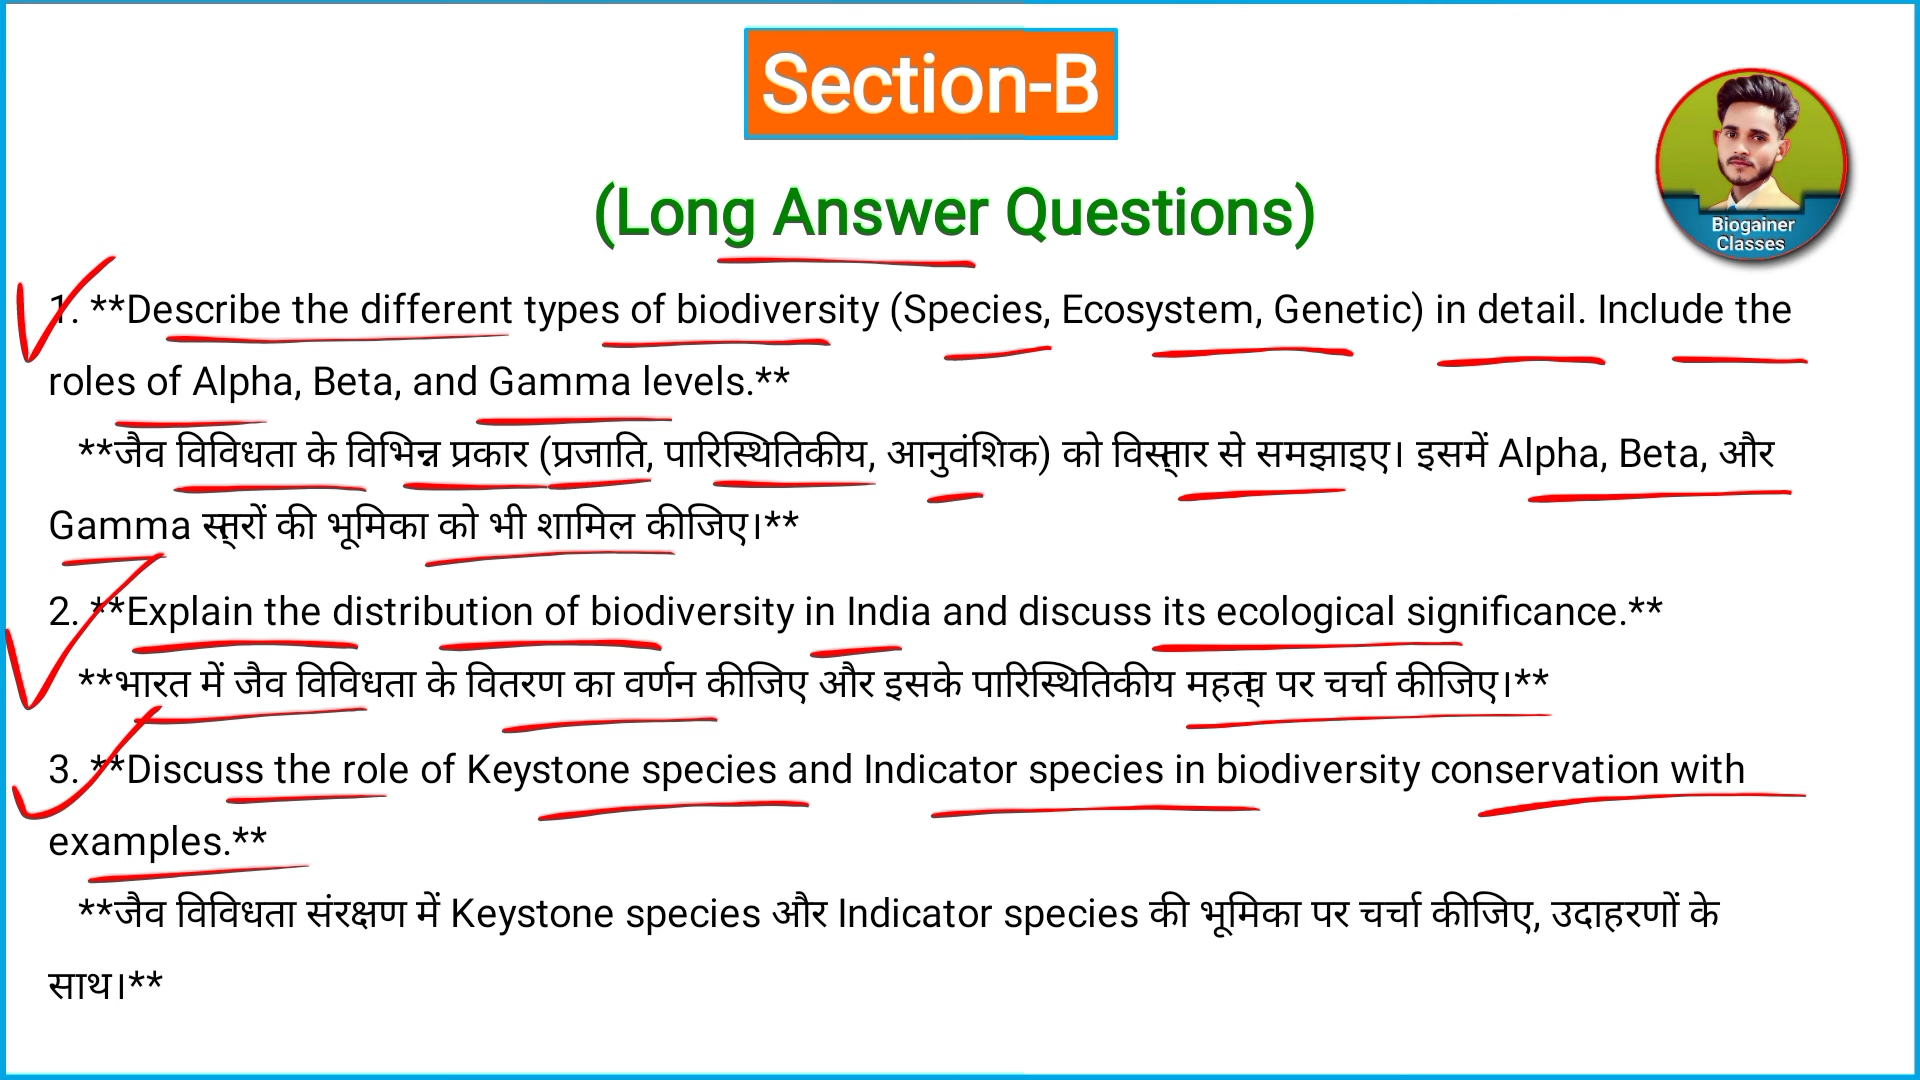 Section-B
(Long Answer Questions)
Biogainer
Classes
1. **Describe the different types of biodiversity (Species, Ecosystem, Genetic) in detail. Include the
roles of Alpha, Beta, and Gamma levels.**
**जैव विविधता के विभिन्न प्रकार (प्रजाति, पारिस्थितिकीय, आनुवंशिक) को विस्तार से समझाइए। इसमें Alpha, Beta, और
Gamma स्तरों की भूमिका को भी शामिल कीजिए।**
2. **Explain the distribution of biodiversity in India and discuss its ecological significance.**
**भारत में जैव विविधता के वितरण का वर्णन कीजिए और इसके पारिस्थितिकीय महत्व पर चर्चा कीजिए।**
3. **Discuss the role of Keystone species and Indicator species in biodiversity conservation with
examples.**
**जैव विविधता संरक्षण में Keystone species और Indicator species की भूमिका पर चर्चा कीजिए, उदाहरणों के
साथ।**